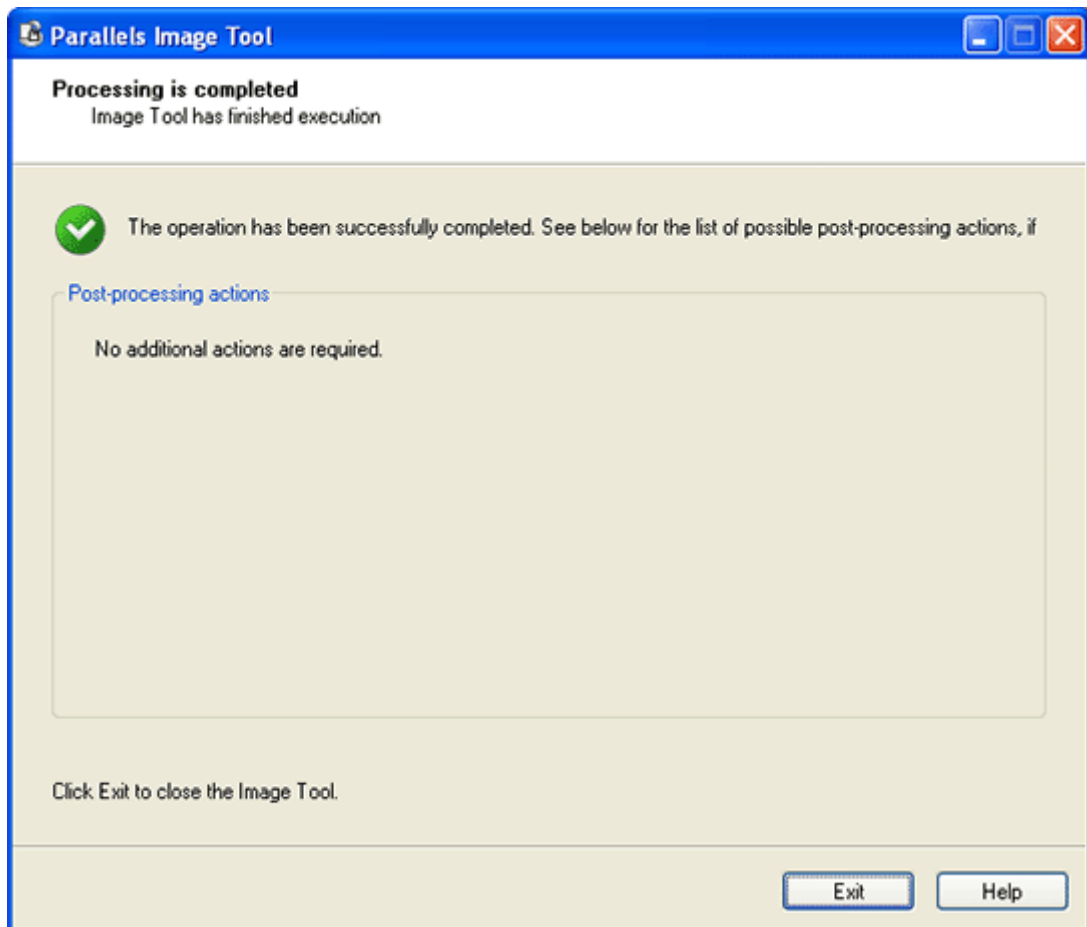 Parallels Image Tool
Processing is completed
Image Tool has finished execution
The operation has been successfully completed. See below for the list of possible post-processing actions, if
Post-processing actions
No additional actions are required.
Click Exit to close the Image Tool.
Exit
Help